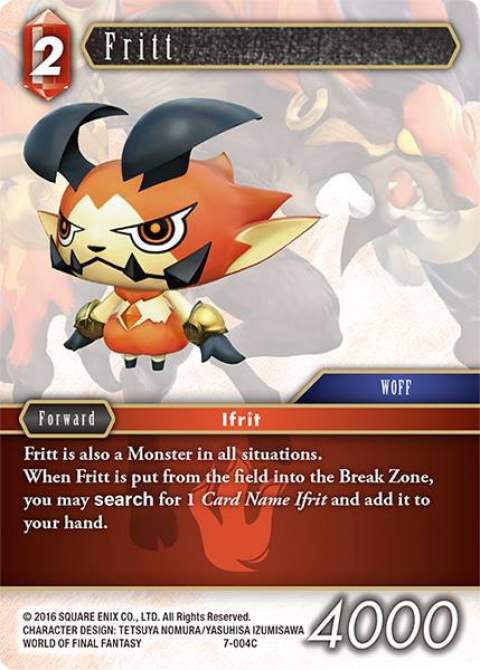 2
Fritt
WOFF
Forward
Ifrit
Fritt is also a Monster in all situations.
When Fritt is put from the field into the Break Zone,
you may search for 1 Card Name Ifrit and add it to
your hand.
© 2016 SQUARE ENIX CO., LTD. All Rights Reserved.
CHARACTER DESIGN: TETSUYA NOMURA/YASUHISA IZUMISAWA
WORLD OF FINAL FANTASY 7-004C
4000